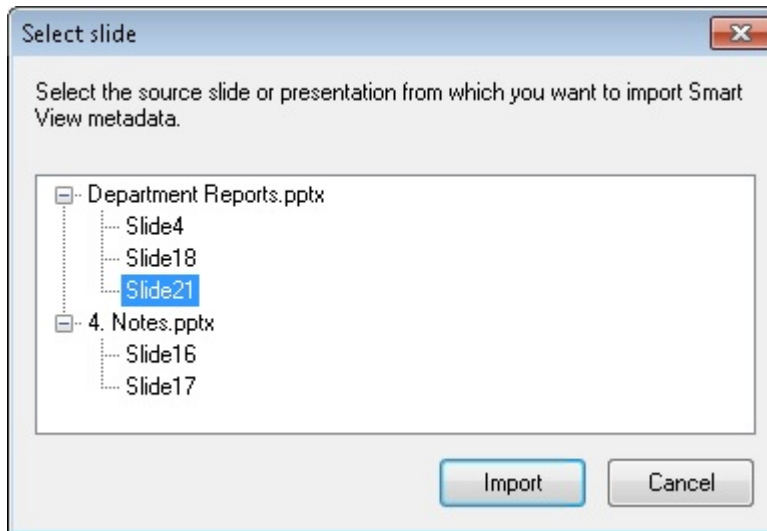 Select slide
Select the source slide or presentation from which you want to import Smart
View metadata.
Department Reports.pptx
Slide4
Slide18
Slide21
4. Notes.pptx
Slide16
Slide17
Import
Cancel